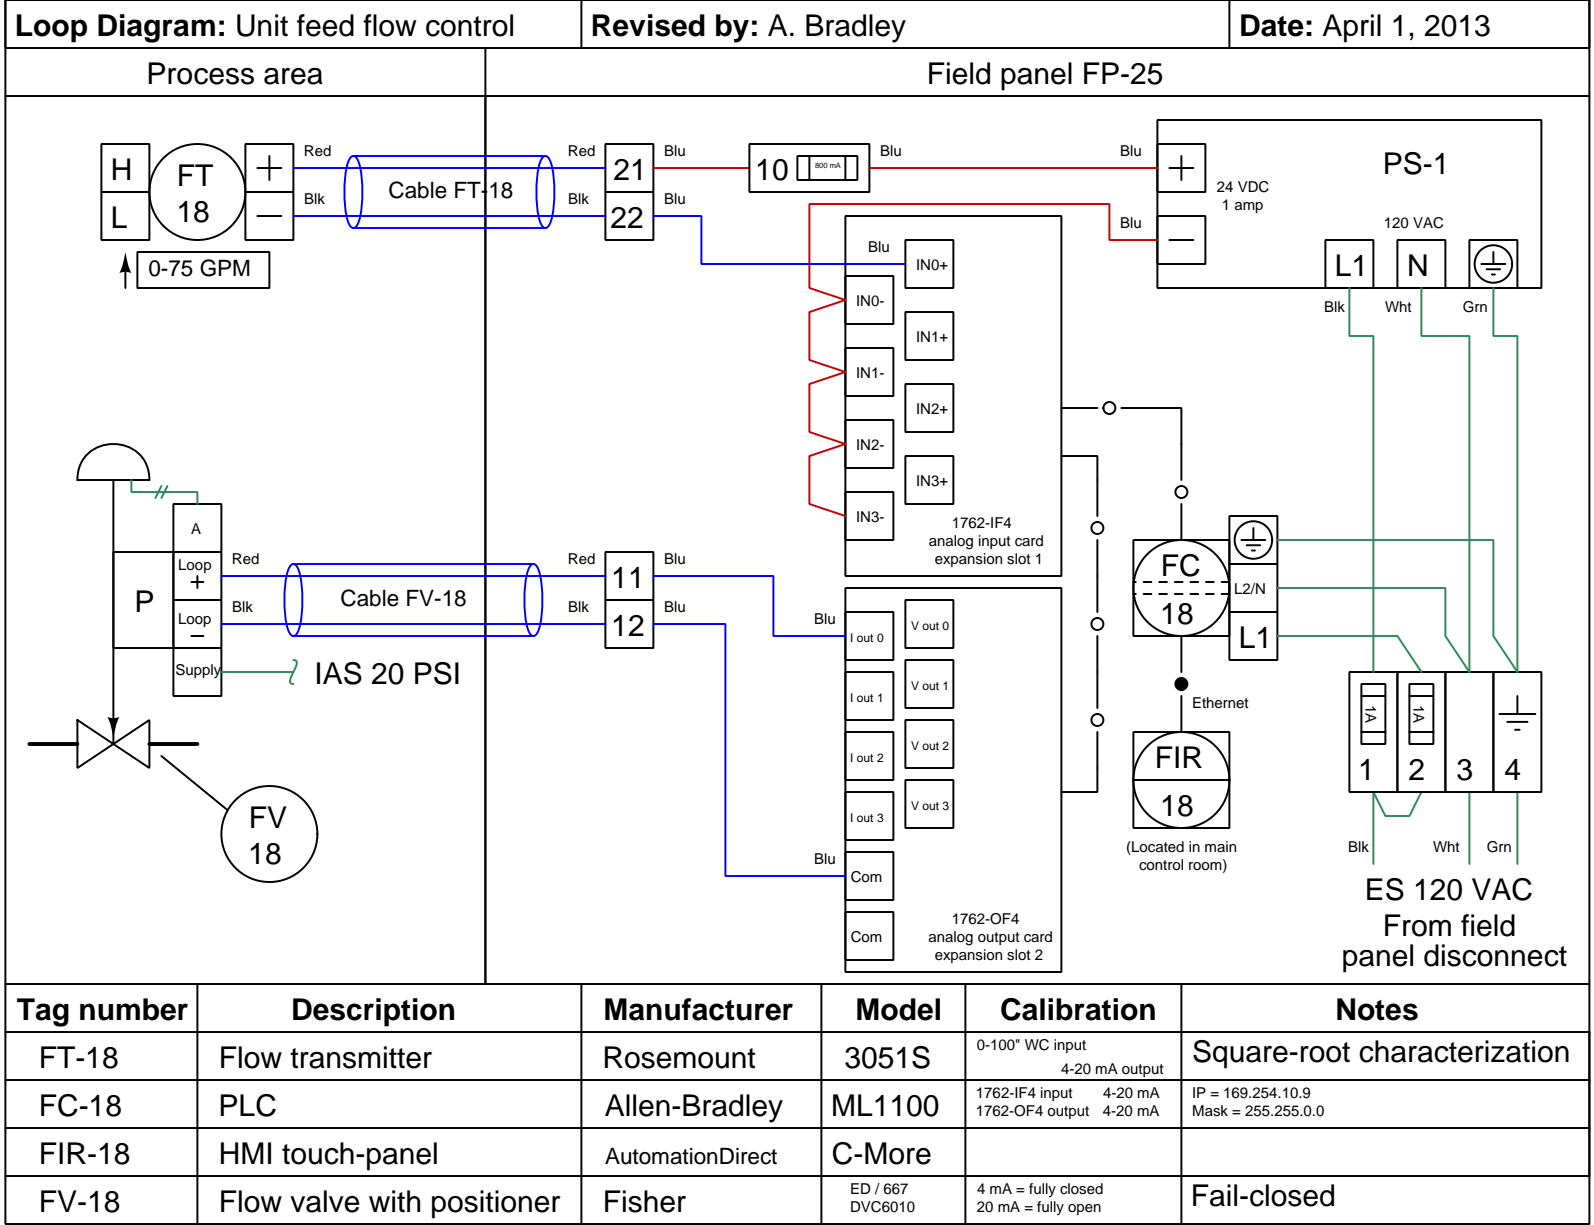 Loop Diagram: Unit feed flow control
Revised by: A. Bradley
Date: April 1, 2013
Process area
Field panel FP-25
H
L
FT
18
+
−
Red
Blk
Cable FT-18
Red
Blk
21
22
Blu
Blu
10
800 mA
Blu
Blu
Blu
+
−
24 VDC
1 amp
PS-1
120 VAC
L1
N
Blk
Wht
Grn
0-75 GPM
Blu
IN0+
IN0-
IN1+
IN1-
IN2+
IN2-
IN3+
IN3-
1762-IF4
analog input card
expansion slot 1
A
P
Loop
+
Loop
−
Supply
Red
Blk
Cable FV-18
Red
Blk
11
12
Blu
Blu
IAS 20 PSI
FV
18
Blu
I out 0
V out 0
I out 1
V out 1
I out 2
V out 2
I out 3
V out 3
Blu
Com
Com
1762-OF4
analog output card
expansion slot 2
FC
18
L2/N
L1
Ethernet
FIR
18
(Located in main
control room)
1A
1A
1
2
3
4
Blk
Wht
Grn
ES 120 VAC
From field
panel disconnect
Tag number
Description
Manufacturer
Model
Calibration
Notes
FT-18
Flow transmitter
Rosemount
3051S
0-100" WC input
4-20 mA output
Square-root characterization
FC-18
PLC
Allen-Bradley
ML1100
1762-IF4 input 4-20 mA
1762-OF4 output 4-20 mA
IP = 169.254.10.9
Mask = 255.255.0.0
FIR-18
HMI touch-panel
AutomationDirect
C-More
FV-18
Flow valve with positioner
Fisher
ED / 667
DVC6010
4 mA = fully closed
20 mA = fully open
Fail-closed